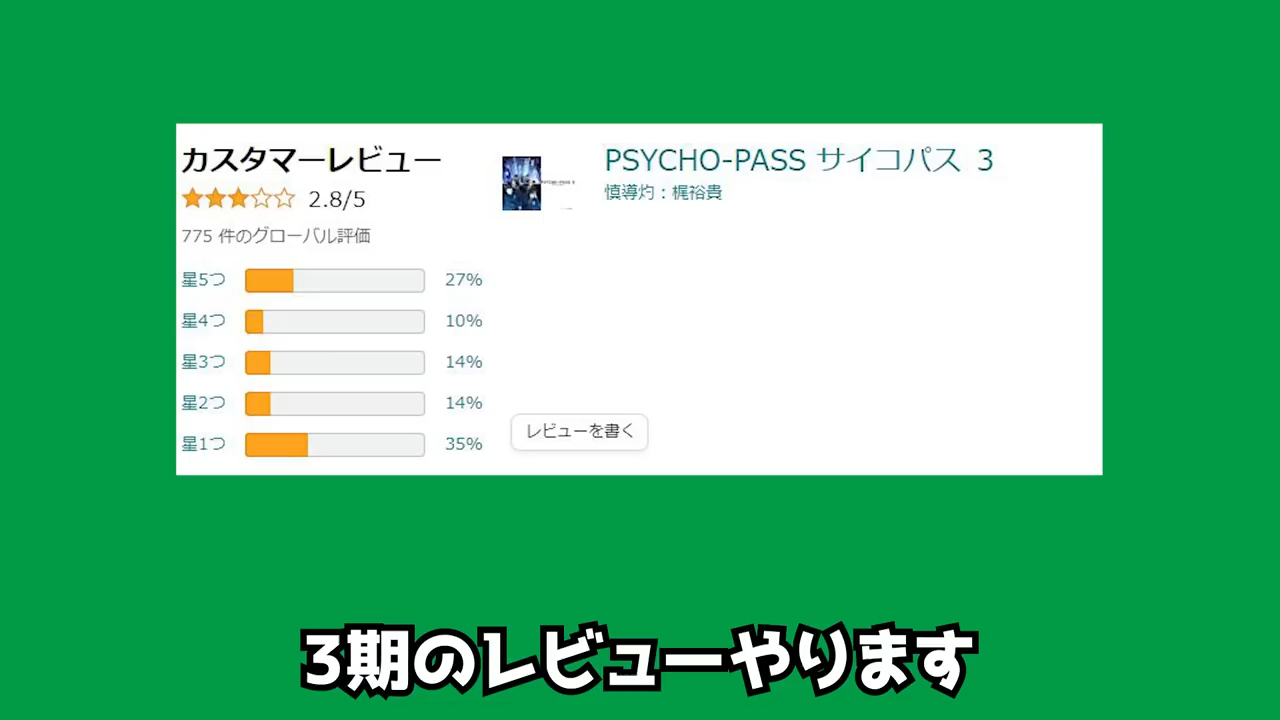 カスタマーレビュー
2.8/5
775 件のグローバル評価
星5つ 27%
星4つ 10%
星3つ 14%
星2つ 14%
星1つ 35%
PSYCHO-PASS サイコパス 3
慎導灼：梶裕貴
レビューを書く
3期のレビューやります